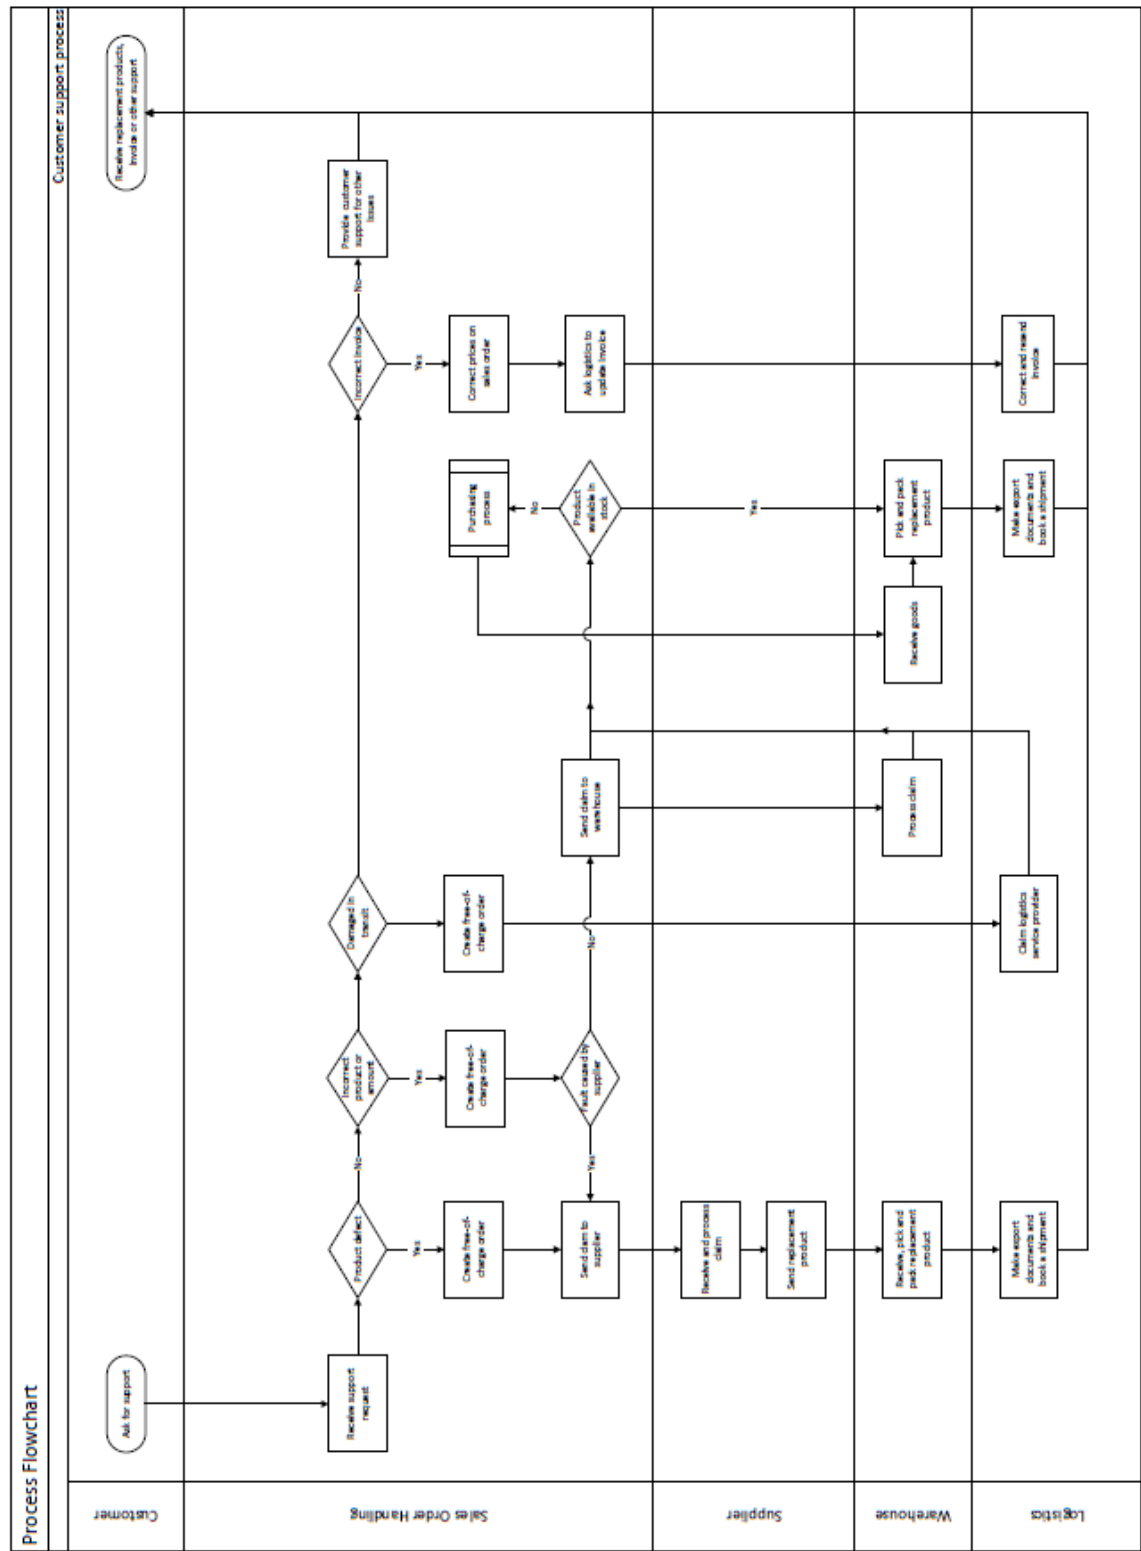 Process Flowchart
Customer support process
Customer
Ask for support
Receive replacement products,
invoice or other support
Sales Order Handling
Receive support
request
Product defect
No
Incorrect
product or
amount
Damaged in
transit
Incorrect invoice
No
Provide customer
support for other
issues
Yes
Yes
Yes
Create free-of-
charge order
Create free-of-
charge order
Create free-of-
charge order
Purchasing
process
Correct prices on
sales order
No
Send claim to
supplier
Yes
Fault caused by
supplier
No
Send claim to
warehouse
Product
available in
stock
Ask logistics to
update invoice
Supplier
Receive and process
claim
Send replacement
product
Yes
Warehouse
Receive, pick and
pack replacement
product
Process claim
Receive goods
Pick and pack
replacement
product
Logistics
Make export
documents and
book a shipment
Claim logistics
service provider
Make export
documents and
book a shipment
Correct and resend
invoice